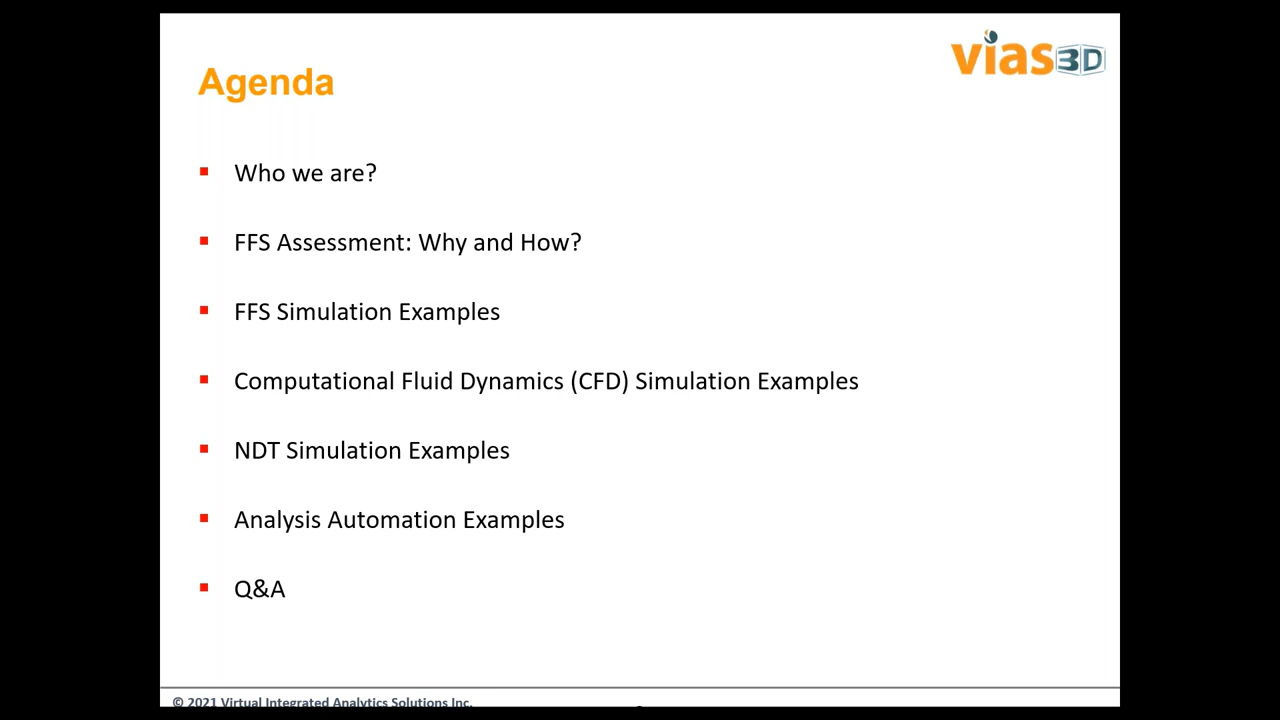 vias3D
Agenda
Who we are?
FFS Assessment: Why and How?
FFS Simulation Examples
Computational Fluid Dynamics (CFD) Simulation Examples
NDT Simulation Examples
Analysis Automation Examples
Q&A
© 2021 Virtual Integrated Analytics Solutions Inc.